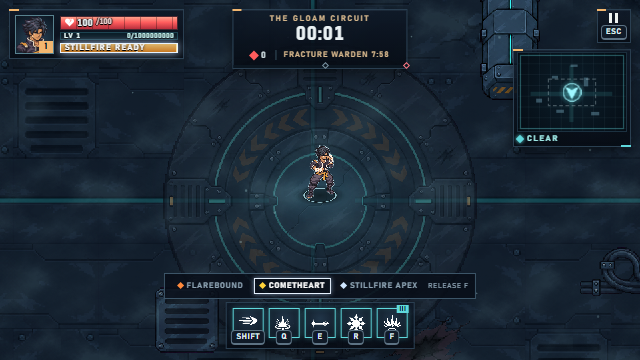 100/100
LV 1 0/1000000000
1
STILLFIRE READY
THE GLOAM CIRCUIT
00:01
0 FRACTURE WARDEN 7:58
ESC
CLEAR
FLAREBOUND COMETHEART STILLFIRE APEX RELEASE F
SHIFT Q E R F